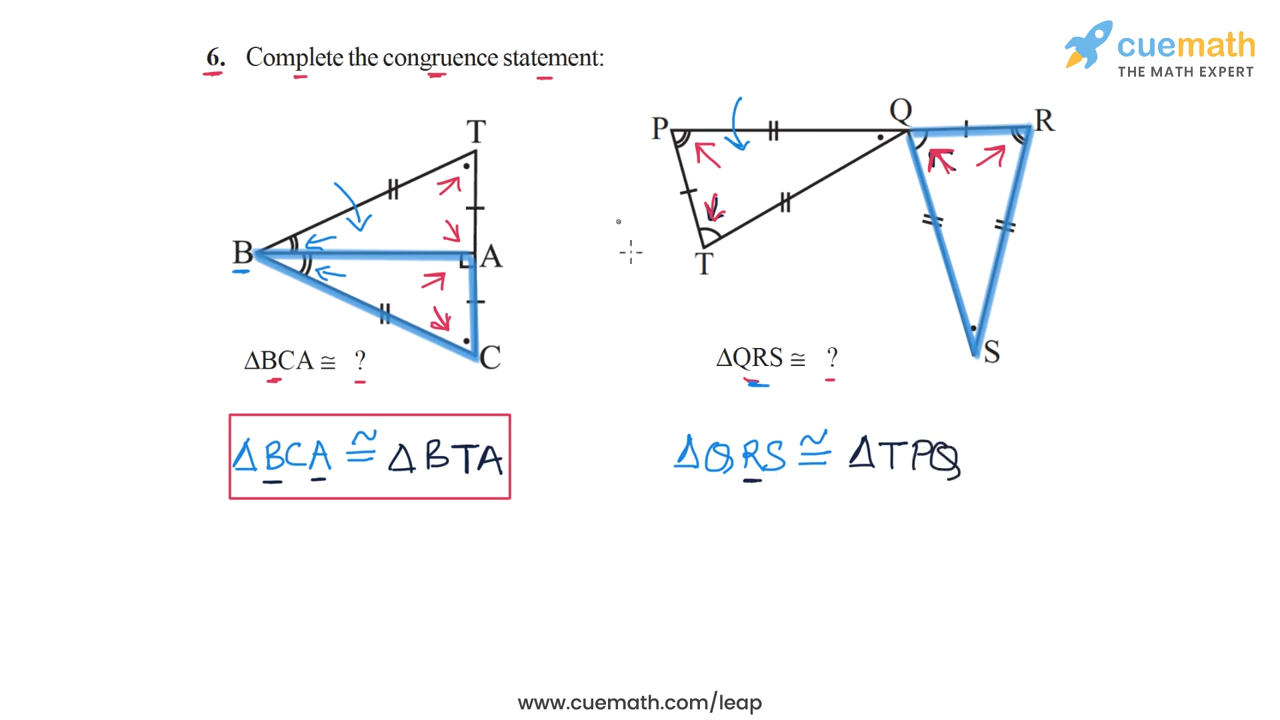 cuemath
THE MATH EXPERT
6. Complete the congruence statement:
T
B
A
C
P
Q
R
T
S
ΔBCA ≅ ?
ΔQRS ≅ ?
ΔBCA ≅ ΔBTA
ΔQRS ≅ ΔTPQ
www.cuemath.com/leap